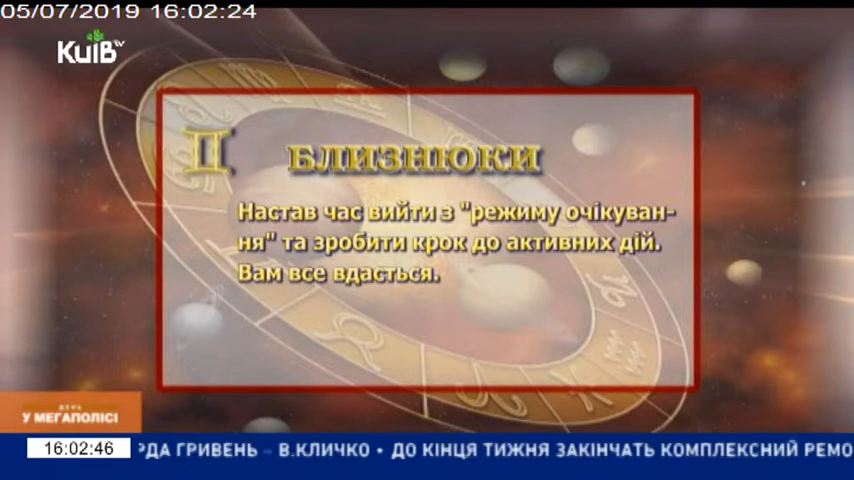 05/07/2019 16:02:24
КиЇВ TV
БЛИЗНЮКИ
Настав час вийти з "режиму очікуван-
ня" та зробити крок до активних дій.
Вам все вдасться.
ДЕНЬ
У МЕГАПОЛІСІ
16:02:46 РДА ГРИВЕНЬ – В.КЛИЧКО • ДО КІНЦЯ ТИЖНЯ ЗАКІНЧАТЬ КОМПЛЕКСНИЙ РЕМО